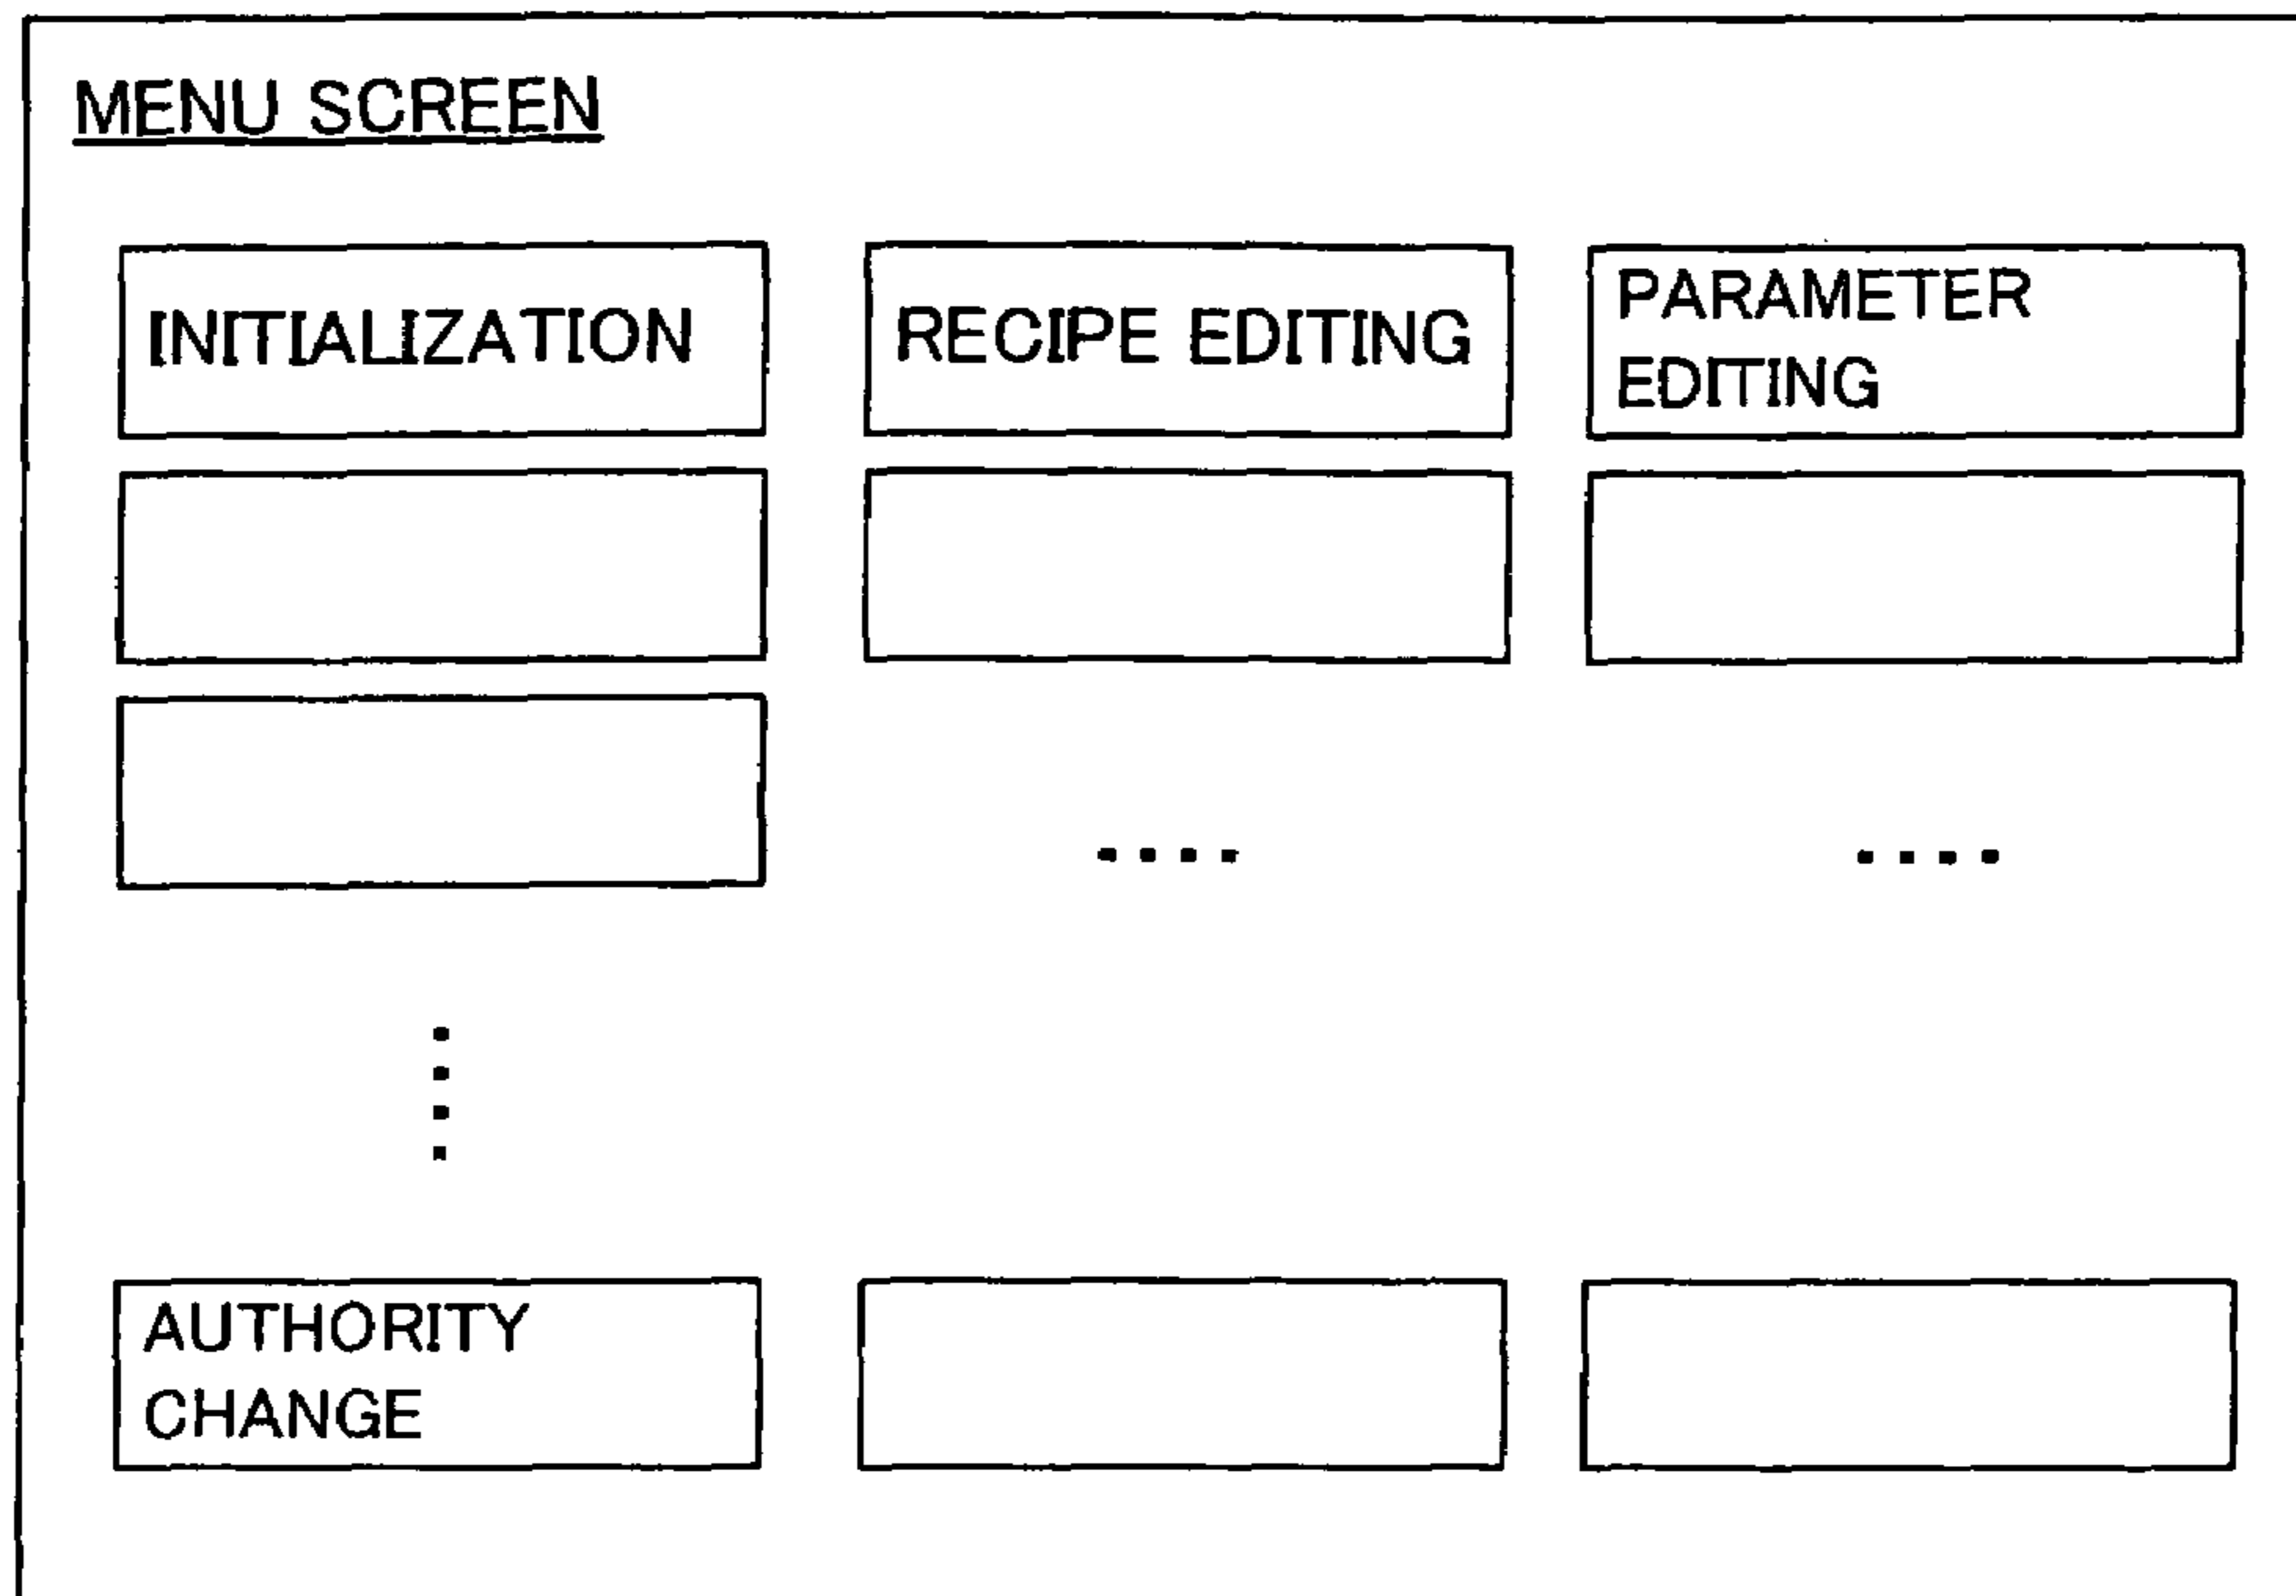 MENU SCREEN
INITIALIZATION
RECIPE EDITING
PARAMETER
EDITING
....
....
AUTHORITY
CHANGE